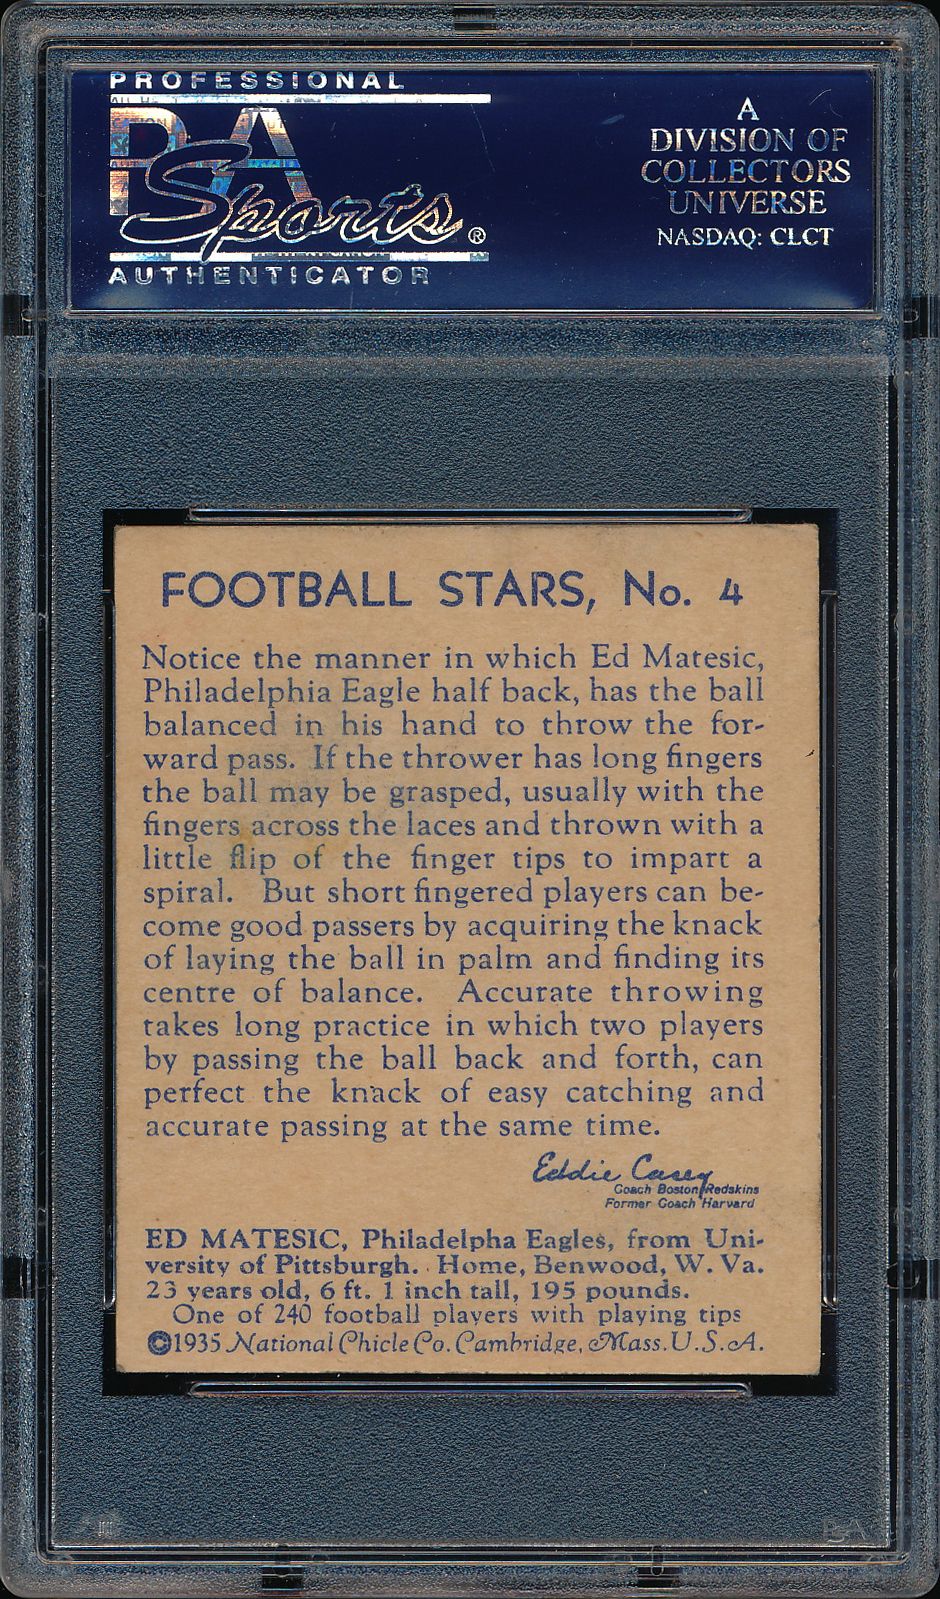 PROFESSIONAL
PSA
Sports®
AUTHENTICATOR
A
DIVISION OF
COLLECTORS
UNIVERSE
NASDAQ: CLCT
FOOTBALL STARS, No. 4
Notice the manner in which Ed Matesic,
Philadelphia Eagle half back, has the ball
balanced in his hand to throw the for-
ward pass. If the thrower has long fingers
the ball may be grasped, usually with the
fingers across the laces and thrown with a
little flip of the finger tips to impart a
spiral. But short fingered players can be-
come good passers by acquiring the knack
of laying the ball in palm and finding its
centre of balance. Accurate throwing
takes long practice in which two players
by passing the ball back and forth, can
perfect the knack of easy catching and
accurate passing at the same time.
Eddie Casey
Coach Boston Redskins
Former Coach Harvard
ED MATESIC, Philadelpha Eagles, from Uni-
versity of Pittsburgh. Home, Benwood, W. Va.
23 years old, 6 ft. 1 inch tall, 195 pounds.
One of 240 football players with playing tips
©1935 National Chicle Co. Cambridge, Mass. U.S.A.
PSA